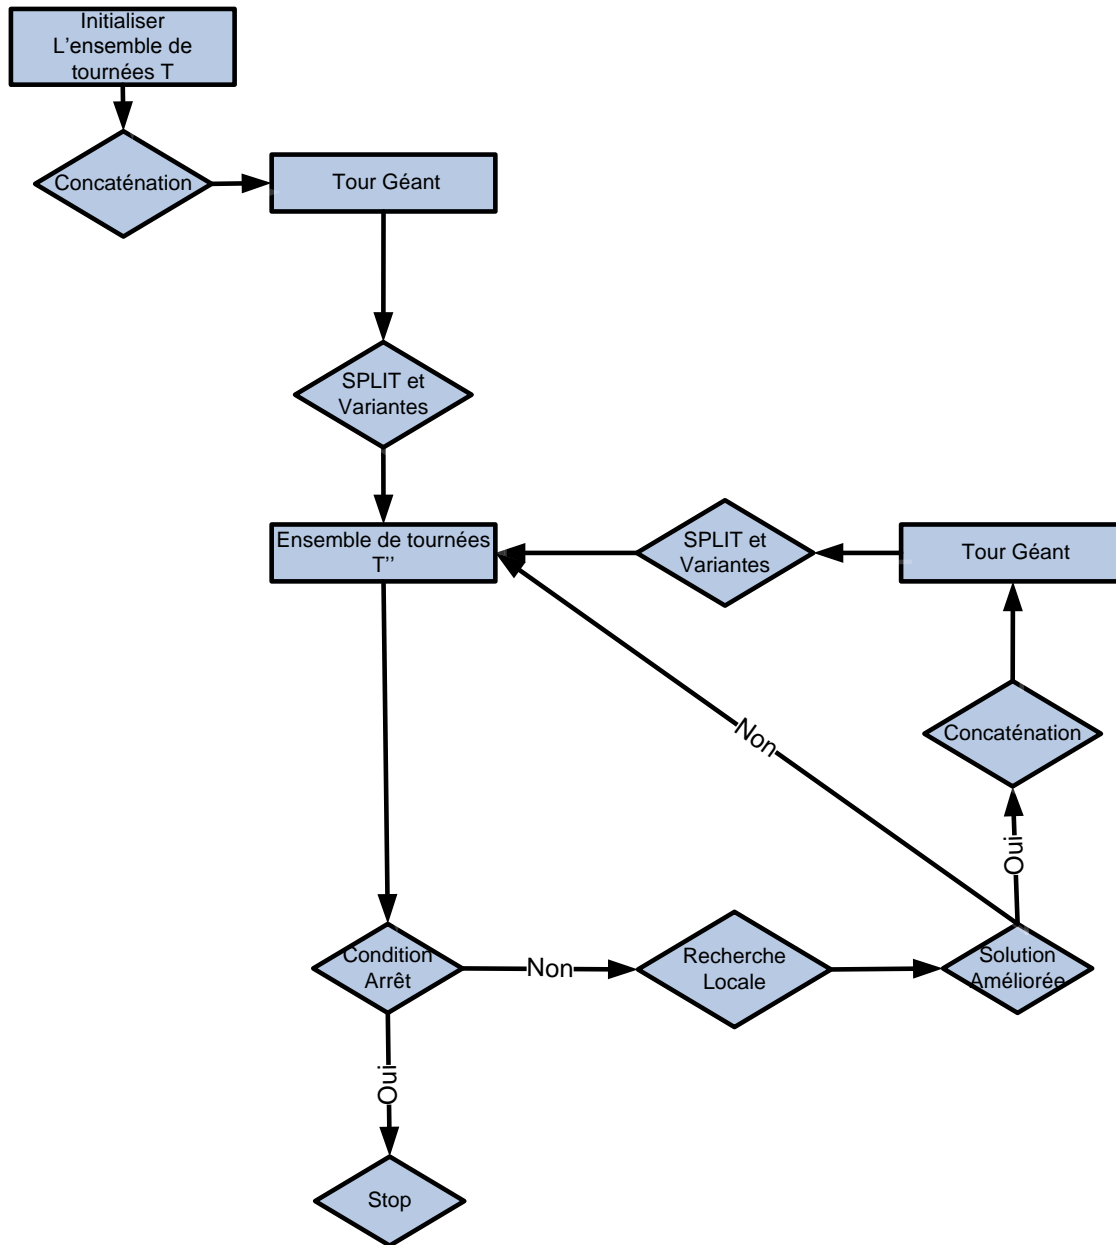 Initialiser
L'ensemble de
tournées T
Concaténation
Tour Géant
SPLIT et
Variantes
Ensemble de tournées
T''
SPLIT et
Variantes
Tour Géant
Concaténation
Non
Oui
Condition
Arrêt
Non
Recherche
Locale
Solution
Améliorée
Oui
Stop